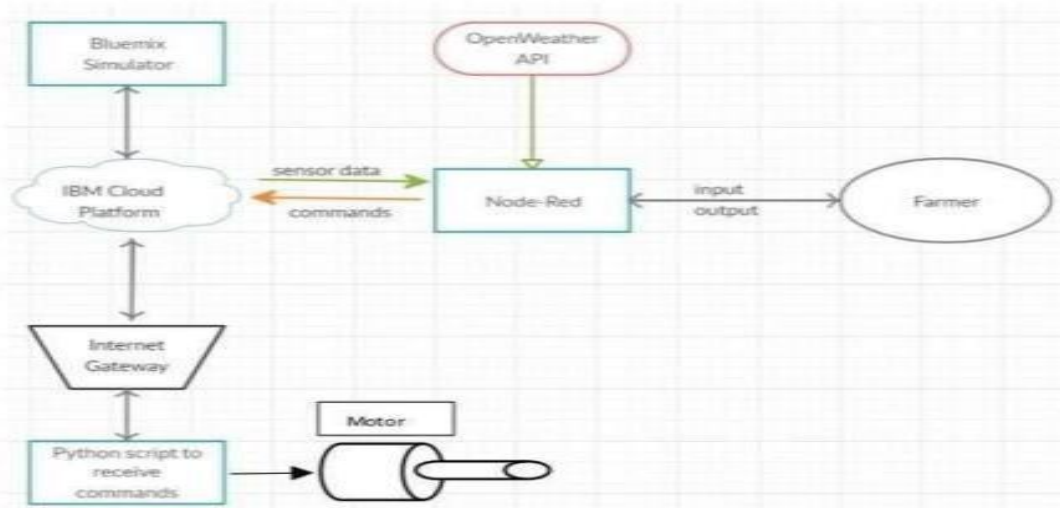 Bluemix
Simulator
OpenWeather
API
IBM Cloud
Platform
sensor data
commands
Node-Red
input
output
Farmer
Internet
Gateway
Motor
Python script to
receive
commands